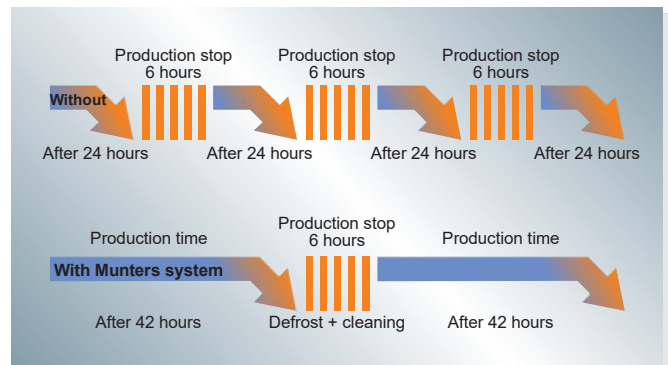 Production stop
6 hours
Production stop
6 hours
Production stop
6 hours
Without
After 24 hours
After 24 hours
After 24 hours
After 24 hours
Production time
Production stop
6 hours
Production time
With Munters system
After 42 hours
Defrost + cleaning
After 42 hours